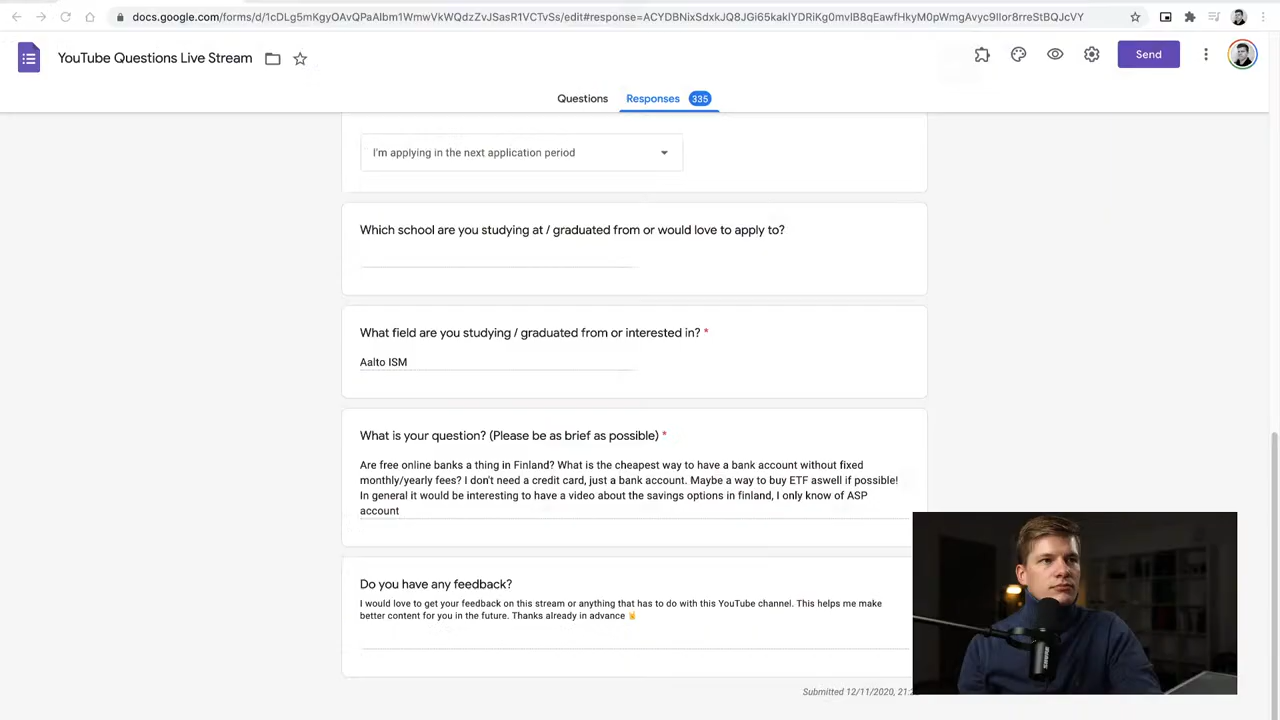 docs.google.com/forms/d/1cDLg5mKgyOAvQPaAlbm1WmwVkWQdzZvJSasR1VCTvSs/edit#response=ACYDBNixSdxkJQ8JGi65kaklYDRiKg0mvIB8qEawfHkyM0pWmgAvyc9IIor8rreStBQJcVY
YouTube Questions Live Stream
Send
Questions
Responses 335
I'm applying in the next application period
Which school are you studying at / graduated from or would love to apply to?
What field are you studying / graduated from or interested in? *
Aalto ISM
What is your question? (Please be as brief as possible) *
Are free online banks a thing in Finland? What is the cheapest way to have a bank account without fixed
monthly/yearly fees? I don't need a credit card, just a bank account. Maybe a way to buy ETF aswell if possible!
In general it would be interesting to have a video about the savings options in finland, I only know of ASP
account
Do you have any feedback?
I would love to get your feedback on this stream or anything that has to do with this YouTube channel. This helps me make
better content for you in the future. Thanks already in advance ✌️
Submitted 12/11/2020, 21:2